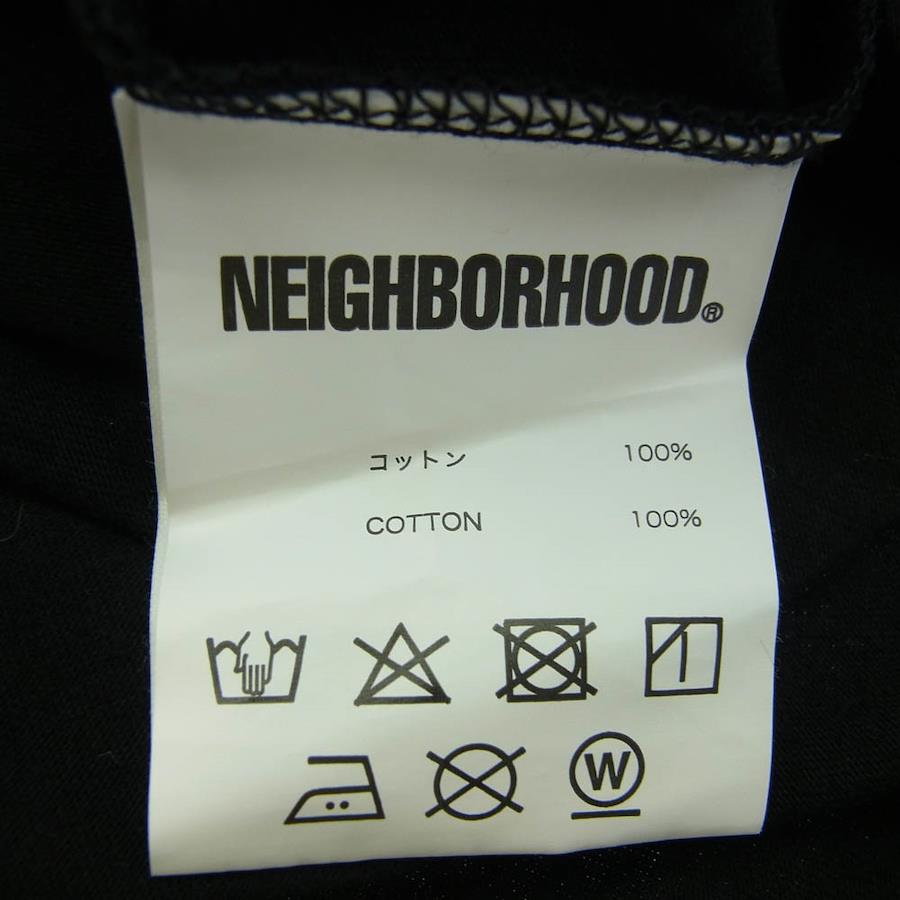 NEIGHBORHOOD®
コットン 100%
COTTON 100%
W